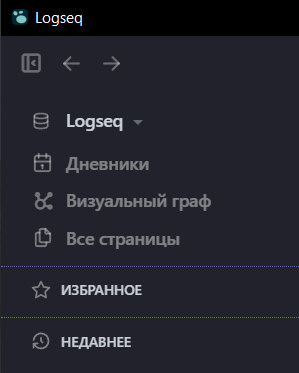 Logseq
Logseq
Дневники
Визуальный граф
Все страницы
ИЗБРАННОЕ
НЕДАВНЕЕ